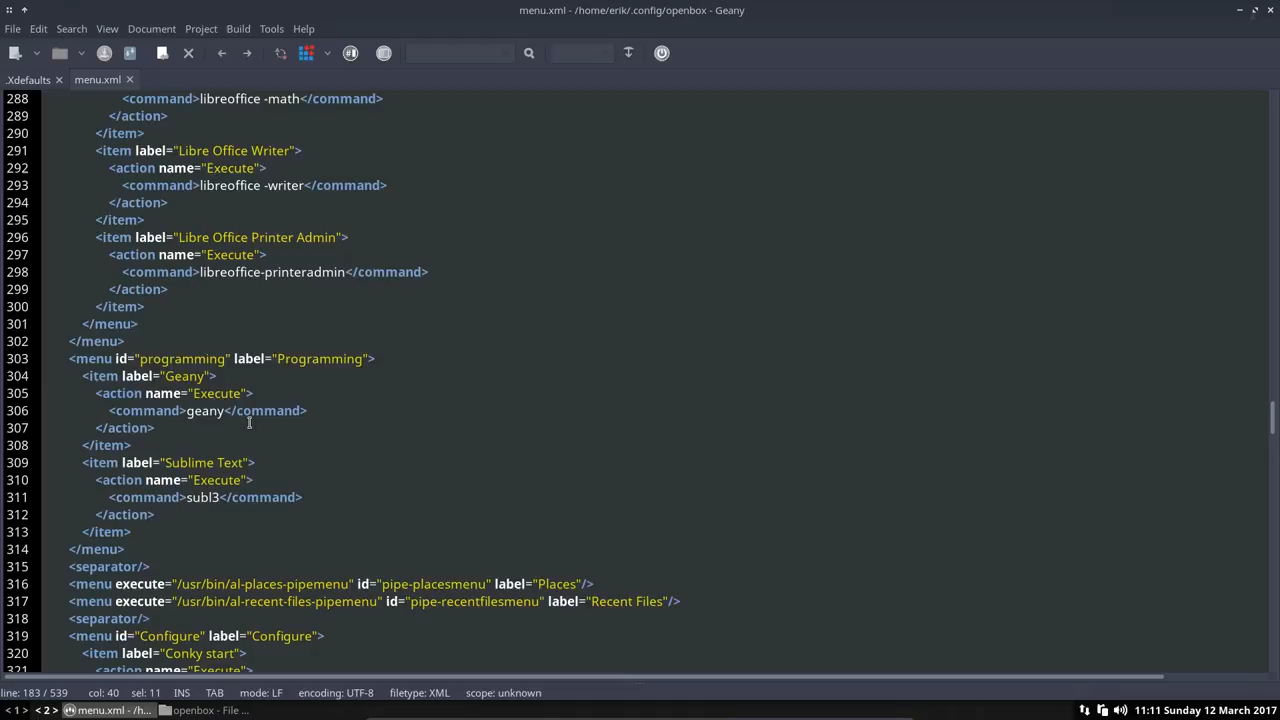 menu.xml - /home/erik/.config/openbox - Geany
File Edit Search View Document Project Build Tools Help
.Xdefaults menu.xml
288 <command>libreoffice -math</command>
289 </action>
290 </item>
291 <item label="Libre Office Writer">
292 <action name="Execute">
293 <command>libreoffice -writer</command>
294 </action>
295 </item>
296 <item label="Libre Office Printer Admin">
297 <action name="Execute">
298 <command>libreoffice-printeradmin</command>
299 </action>
300 </item>
301 </menu>
302 </menu>
303 <menu id="programming" label="Programming">
304 <item label="Geany">
305 <action name="Execute">
306 <command>geany</command>
307 </action>
308 </item>
309 <item label="Sublime Text">
310 <action name="Execute">
311 <command>subl3</command>
312 </action>
313 </item>
314 </menu>
315 <separator/>
316 <menu execute="/usr/bin/al-places-pipemenu" id="pipe-placesmenu" label="Places"/>
317 <menu execute="/usr/bin/al-recent-files-pipemenu" id="pipe-recentfilesmenu" label="Recent Files"/>
318 <separator/>
319 <menu id="Configure" label="Configure">
320 <item label="Conky start">
321 <action name="Execute">
line: 183 / 539 col: 40 sel: 11 INS TAB mode: LF encoding: UTF-8 filetype: XML scope: unknown
< 1 > < 2 > menu.xml - /h... openbox - File ... 11:11 Sunday 12 March 2017